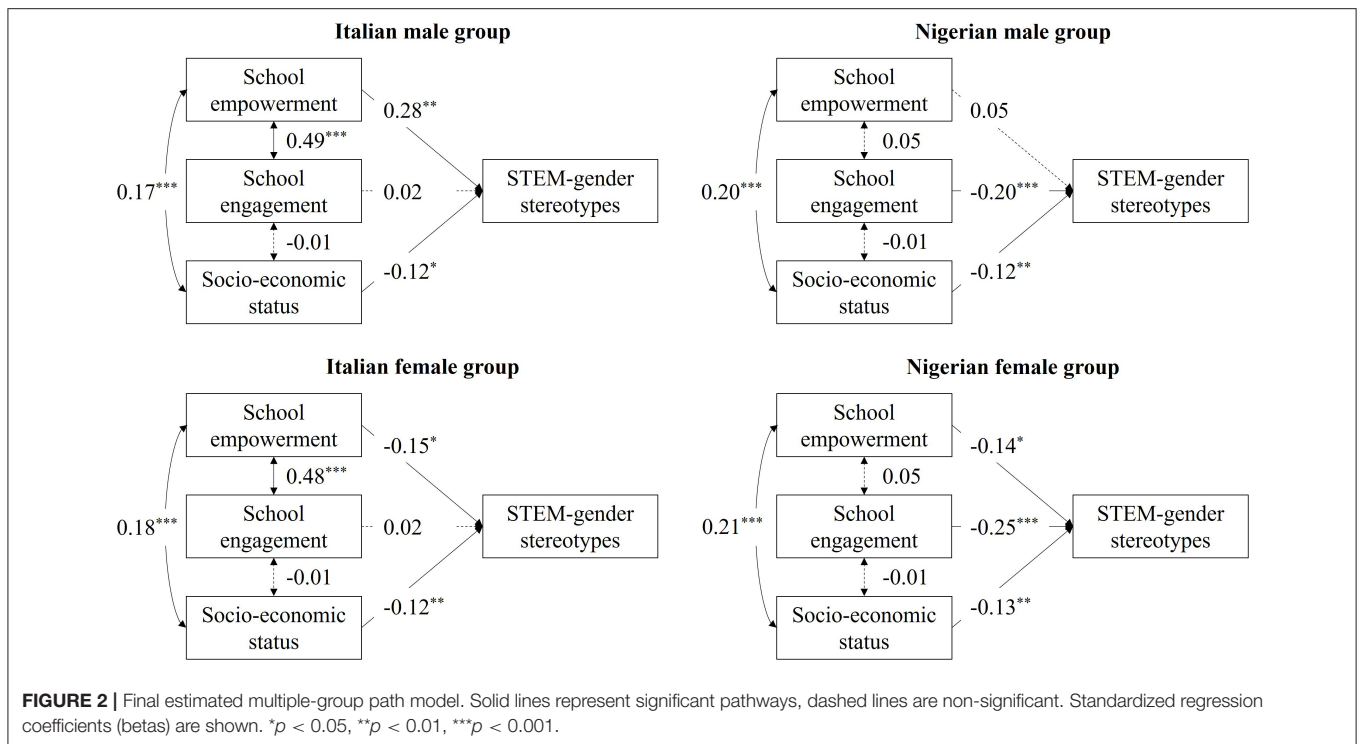 Italian male group
School
empowerment
0.28**
0.49***
0.17***
School
engagement
0.02
STEM-gender
stereotypes
-0.01
Socio-economic
status
-0.12*
Nigerian male group
School
empowerment
0.05
0.05
0.20***
School
engagement
-0.20***
STEM-gender
stereotypes
-0.01
Socio-economic
status
-0.12**
Italian female group
School
empowerment
-0.15*
0.48***
0.18***
School
engagement
0.02
STEM-gender
stereotypes
-0.01
Socio-economic
status
-0.12**
Nigerian female group
School
empowerment
-0.14*
0.05
0.21***
School
engagement
-0.25***
STEM-gender
stereotypes
-0.01
Socio-economic
status
-0.13**
FIGURE 2 | Final estimated multiple-group path model. Solid lines represent significant pathways, dashed lines are non-significant. Standardized regression
coefficients (betas) are shown. *p < 0.05, **p < 0.01, ***p < 0.001.